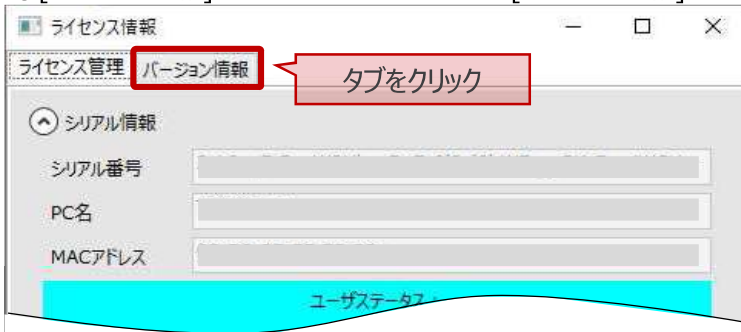 ライセンス情報
ライセンス管理 バージョン情報
タブをクリック
シリアル情報
シリアル番号
PC名
MACアドレス
ユーザステータス